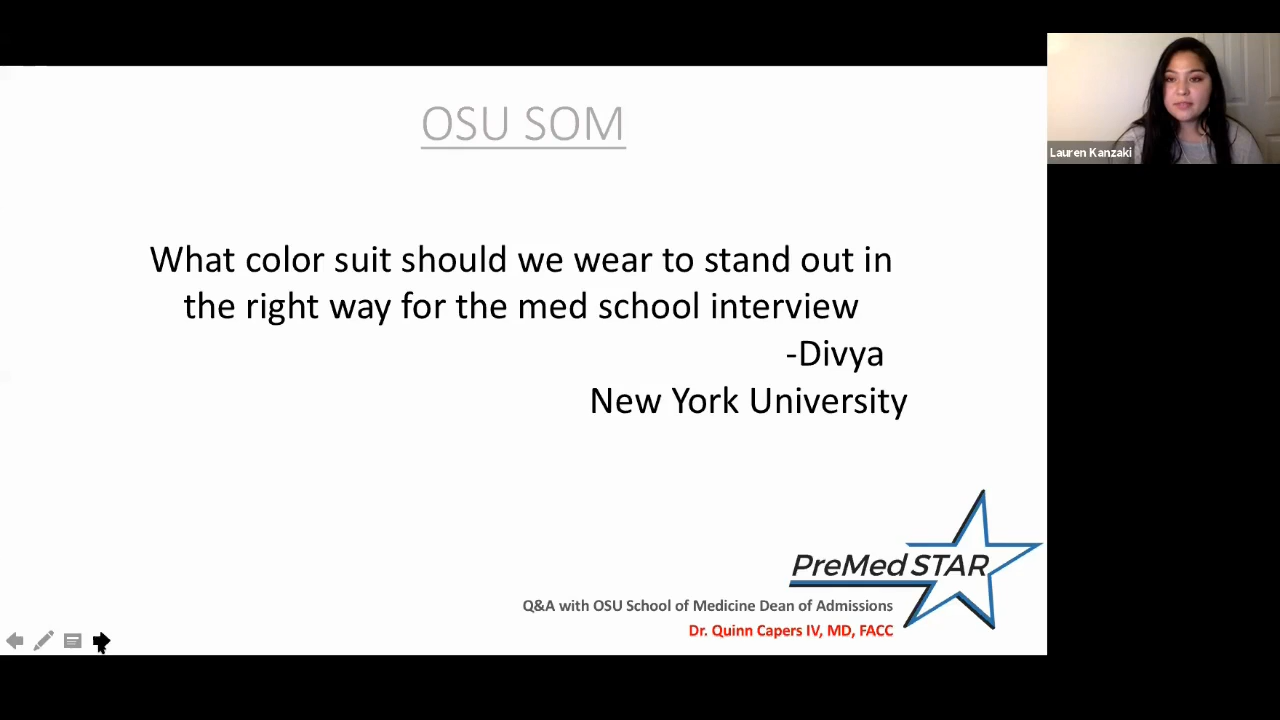 OSU SOM
Lauren Kanzaki
What color suit should we wear to stand out in
the right way for the med school interview
-Divya
New York University
PreMed STAR
Q&A with OSU School of Medicine Dean of Admissions
Dr. Quinn Capers IV, MD, FACC